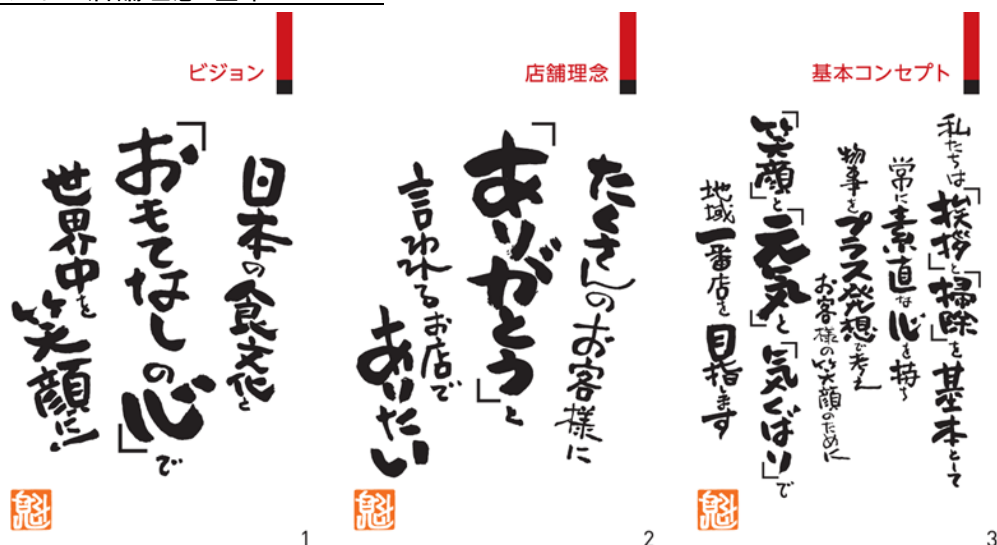 ビジョン
日本の食文化と
「おもてなしの心」で
世界中を笑顔に!
魁
1
店舗理念
たくさんのお客様に
「ありがとう」と
言われるお店で
ありたい
魁
2
基本コンセプト
私たちは「挨拶」と「掃除」を基本として
常に素直な心を持ち
物事をプラス発想で考え
お客様の笑顔のために
「笑顔」と「元気」と「気くばり」で
地域一番店を目指します
魁
3